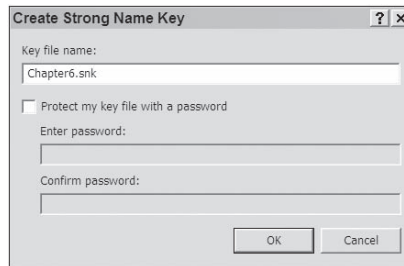 Create Strong Name Key
Key file name:
Chapter6.snk
Protect my key file with a password
Enter password:
Confirm password:
OK Cancel